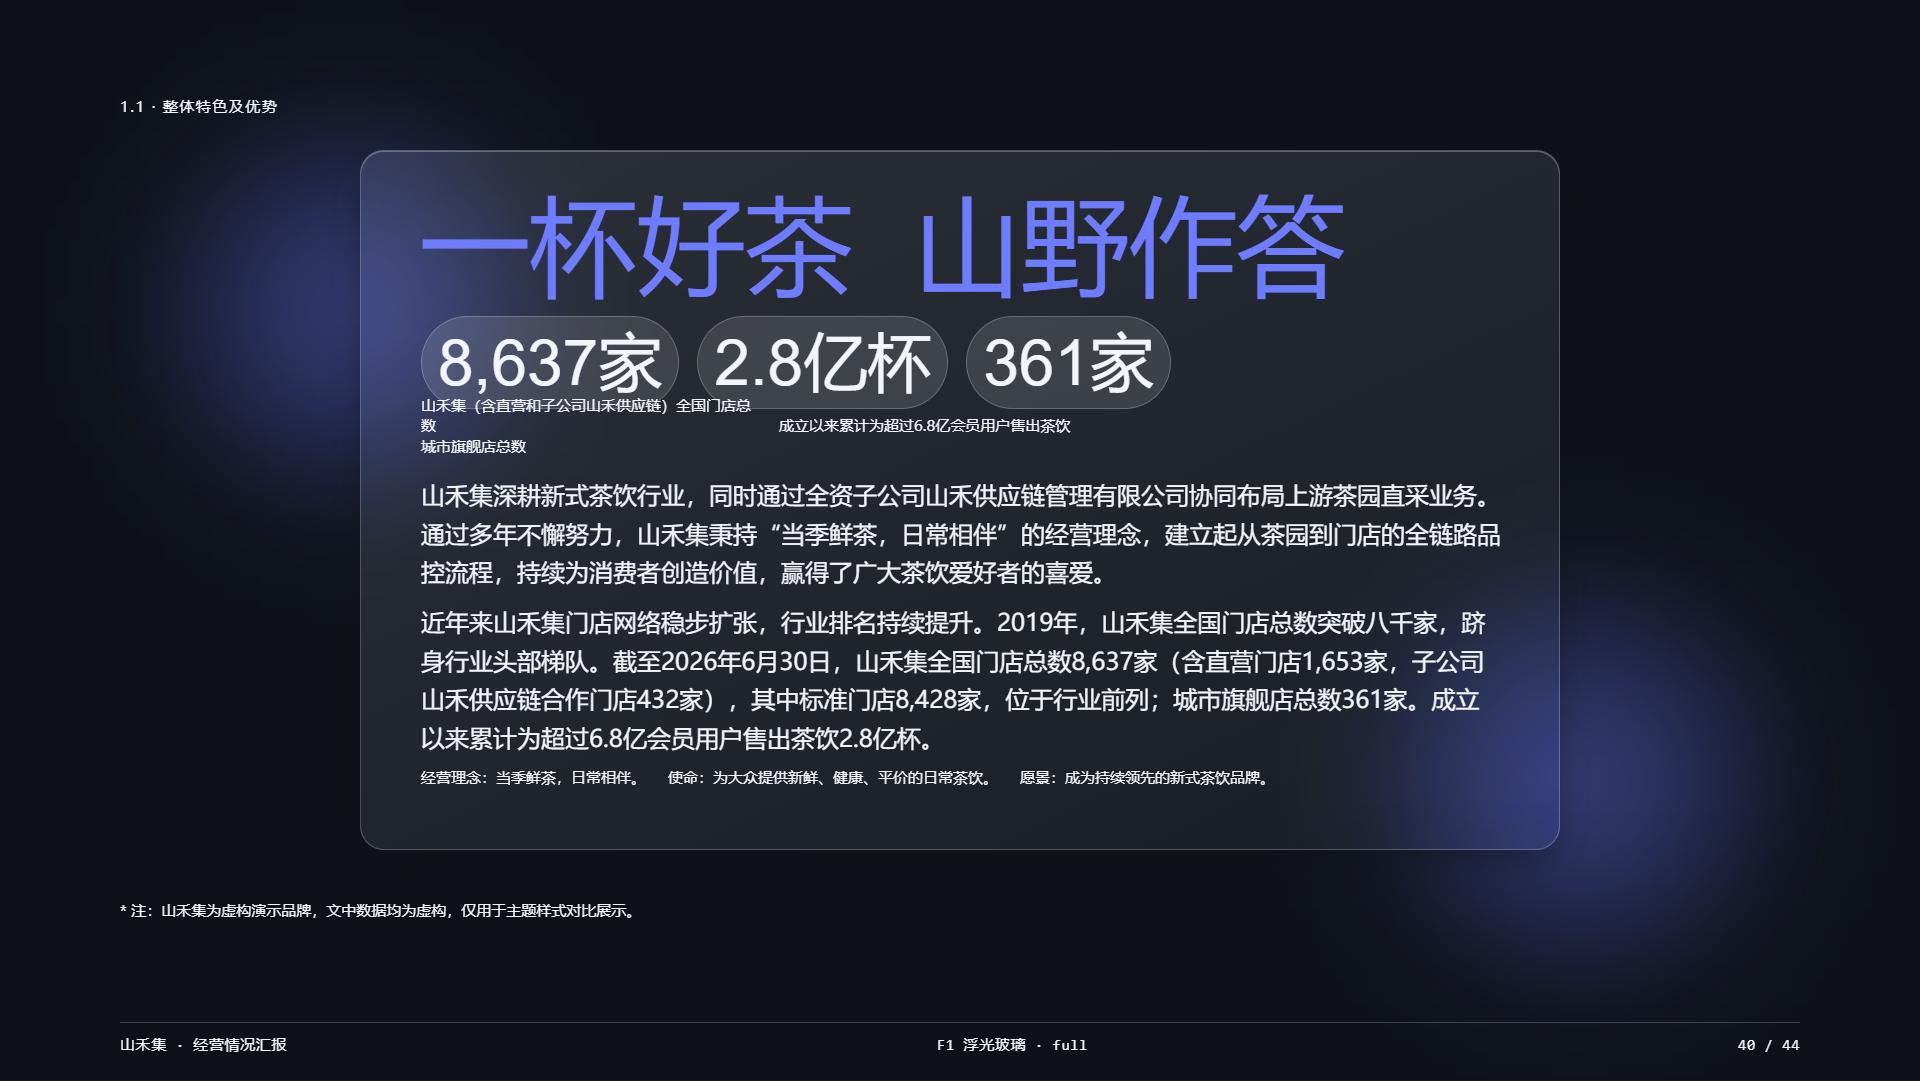 1.1 · 整体特色及优势
一杯好茶 山野作答
8,637家 2.8亿杯 361家
山禾集（含直营和子公司山禾供应链）全国门店总
数
成立以来累计为超过6.8亿会员用户售出茶饮
城市旗舰店总数
山禾集深耕新式茶饮行业，同时通过全资子公司山禾供应链管理有限公司协同布局上游茶园直采业务。
通过多年不懈努力，山禾集秉持“当季鲜茶，日常相伴”的经营理念，建立起从茶园到门店的全链路品
控流程，持续为消费者创造价值，赢得了广大茶饮爱好者的喜爱。
近年来山禾集门店网络稳步扩张，行业排名持续提升。2019年，山禾集全国门店总数突破八千家，跻
身行业头部梯队。截至2026年6月30日，山禾集全国门店总数8,637家（含直营门店1,653家，子公司
山禾供应链合作门店432家），其中标准门店8,428家，位于行业前列；城市旗舰店总数361家。成立
以来累计为超过6.8亿会员用户售出茶饮2.8亿杯。
经营理念：当季鲜茶，日常相伴。 使命：为大众提供新鲜、健康、平价的日常茶饮。 愿景：成为持续领先的新式茶饮品牌。
* 注：山禾集为虚构演示品牌，文中数据均为虚构，仅用于主题样式对比展示。
山禾集 · 经营情况汇报
F1 浮光玻璃 · full
40 / 44